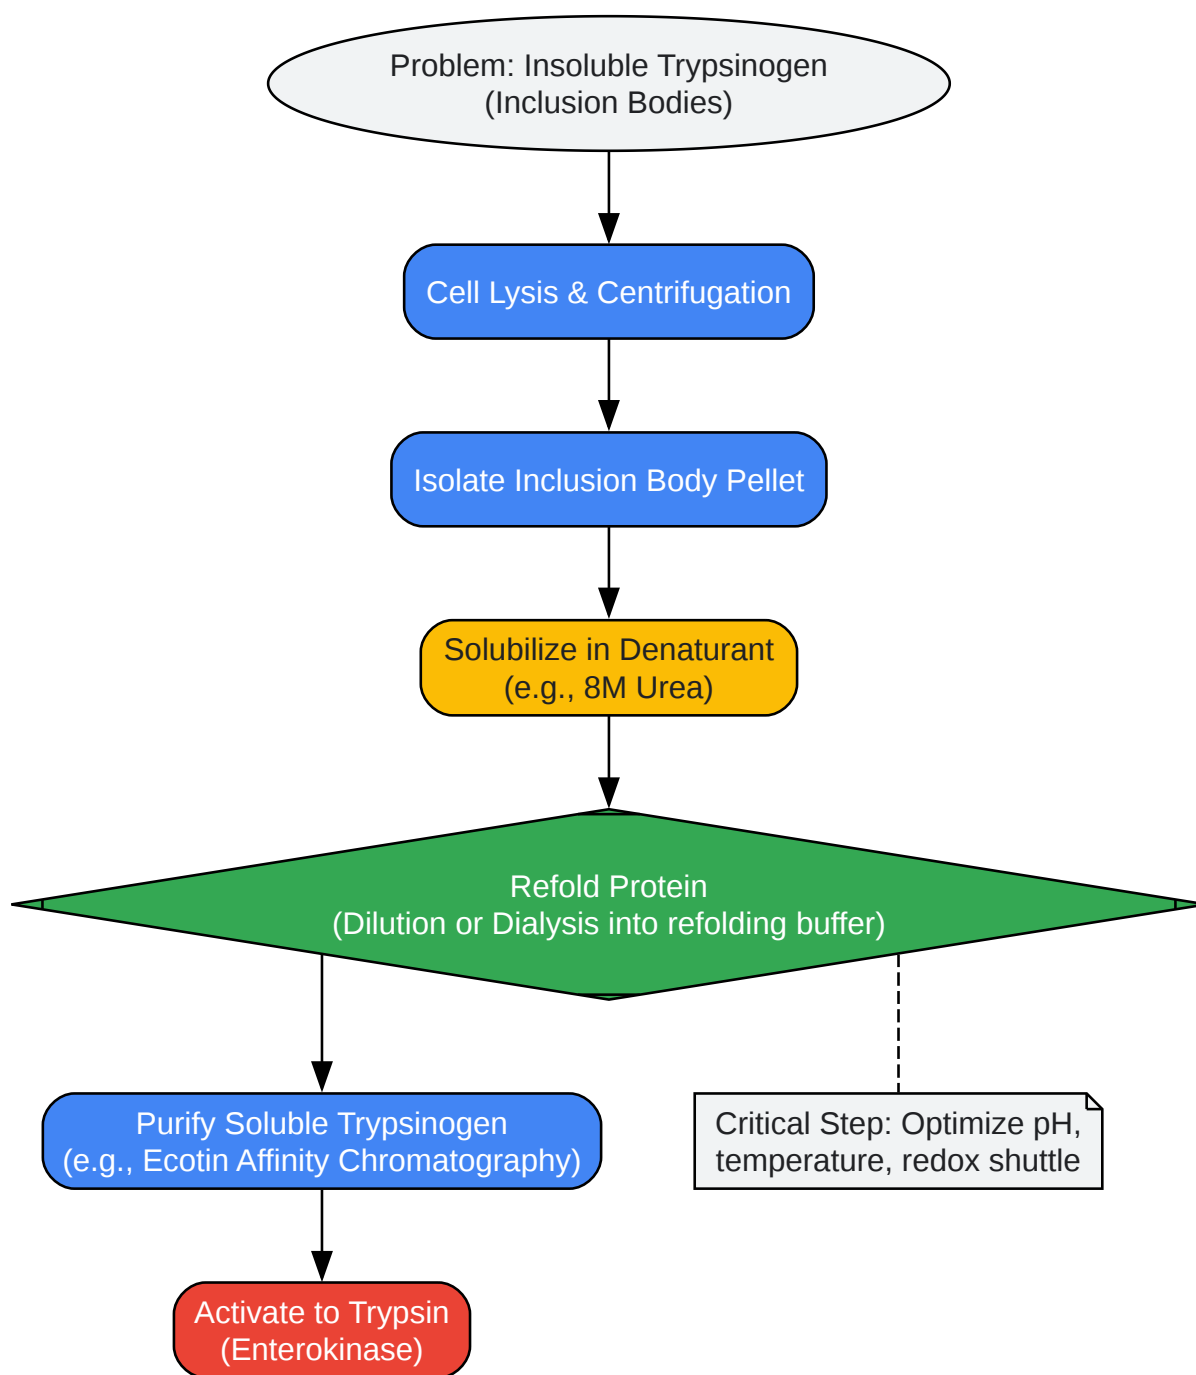 Problem: Insoluble Trypsinogen
(Inclusion Bodies)
Cell Lysis & Centrifugation
Isolate Inclusion Body Pellet
Solubilize in Denaturant
(e.g., 8M Urea)
Refold Protein
(Dilution or Dialysis into refolding buffer)
Purify Soluble Trypsinogen
(e.g., Ecotin Affinity Chromatography)
Critical Step: Optimize pH,
temperature, redox shuttle
Activate to Trypsin
(Enterokinase)